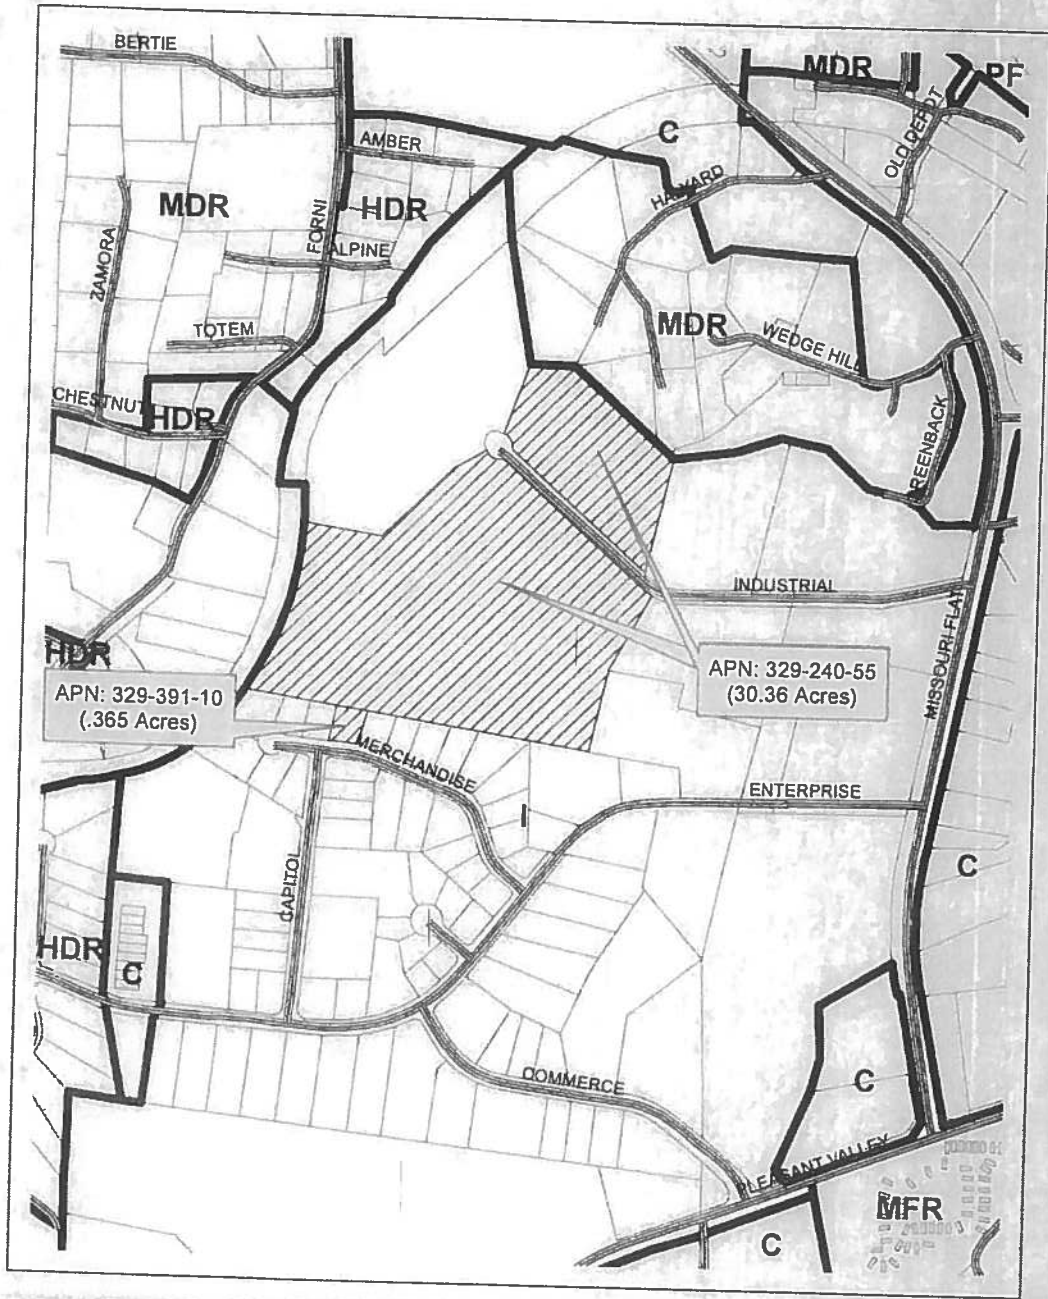 BERTIE
MDR
PF
C
AMBER
OLD DEPOT
HALYARD
MDR
HDR
FORNI
ALPINE
ZAMORA
MDR
TOTEM
WEDGE HILL
CHESTNUT
HDR
REENBACK
INDUSTRIAL
MISSOURI FLAT
HDR
APN: 329-391-10
(.365 Acres)
APN: 329-240-55
(30.36 Acres)
MERCHANDISE
ENTERPRISE
I
C
CAPITOL
HDR
C
COMMERCE
C
PLEASANT VALLEY
MFR
C